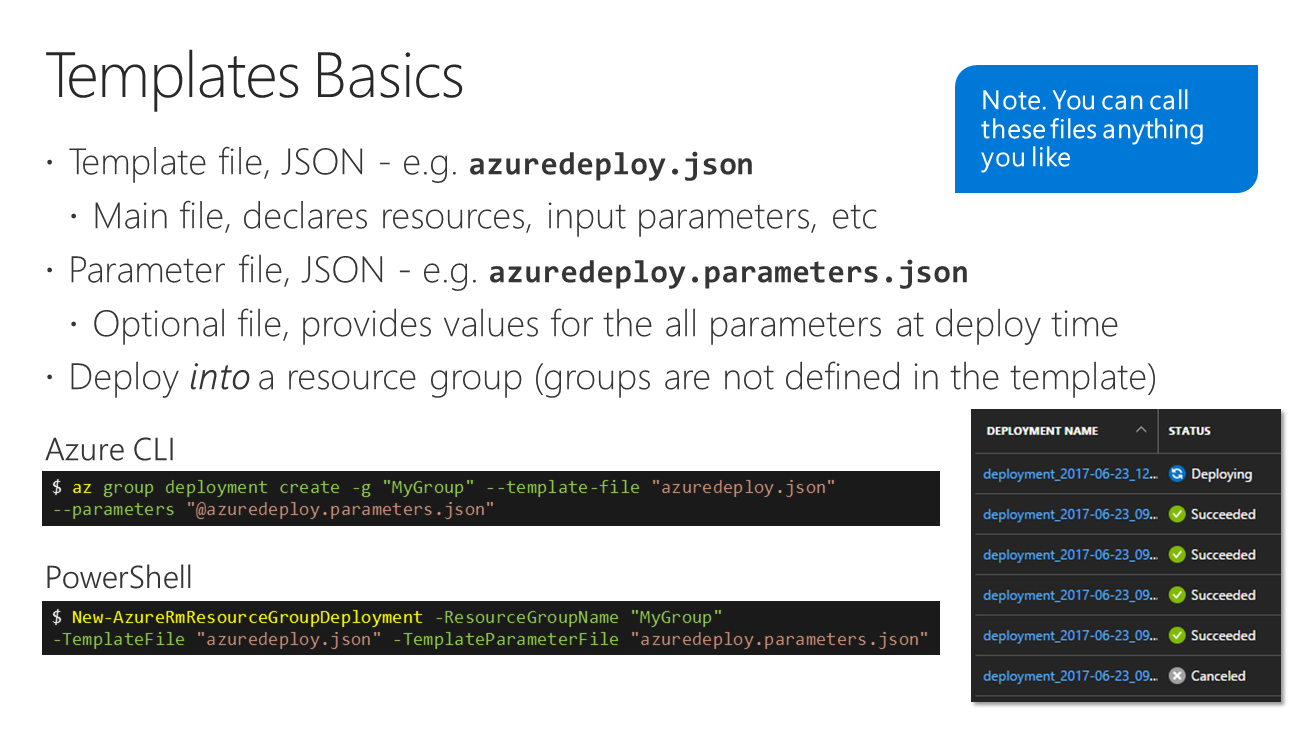 Templates Basics
Note. You can call
these files anything
you like
· Template file, JSON - e.g. azuredeploy.json
· Main file, declares resources, input parameters, etc
· Parameter file, JSON - e.g. azuredeploy.parameters.json
· Optional file, provides values for the all parameters at deploy time
· Deploy into a resource group (groups are not defined in the template)
Azure CLI
$ az group deployment create -g "MyGroup" --template-file "azuredeploy.json"
--parameters "@azuredeploy.parameters.json"
PowerShell
$ New-AzureRmResourceGroupDeployment -ResourceGroupName "MyGroup"
-TemplateFile "azuredeploy.json" -TemplateParameterFile "azuredeploy.parameters.json"
DEPLOYMENT NAME STATUS
deployment_2017-06-23_12... Deploying
deployment_2017-06-23_09... Succeeded
deployment_2017-06-23_09... Succeeded
deployment_2017-06-23_09... Succeeded
deployment_2017-06-23_09... Succeeded
deployment_2017-06-23_09... Canceled